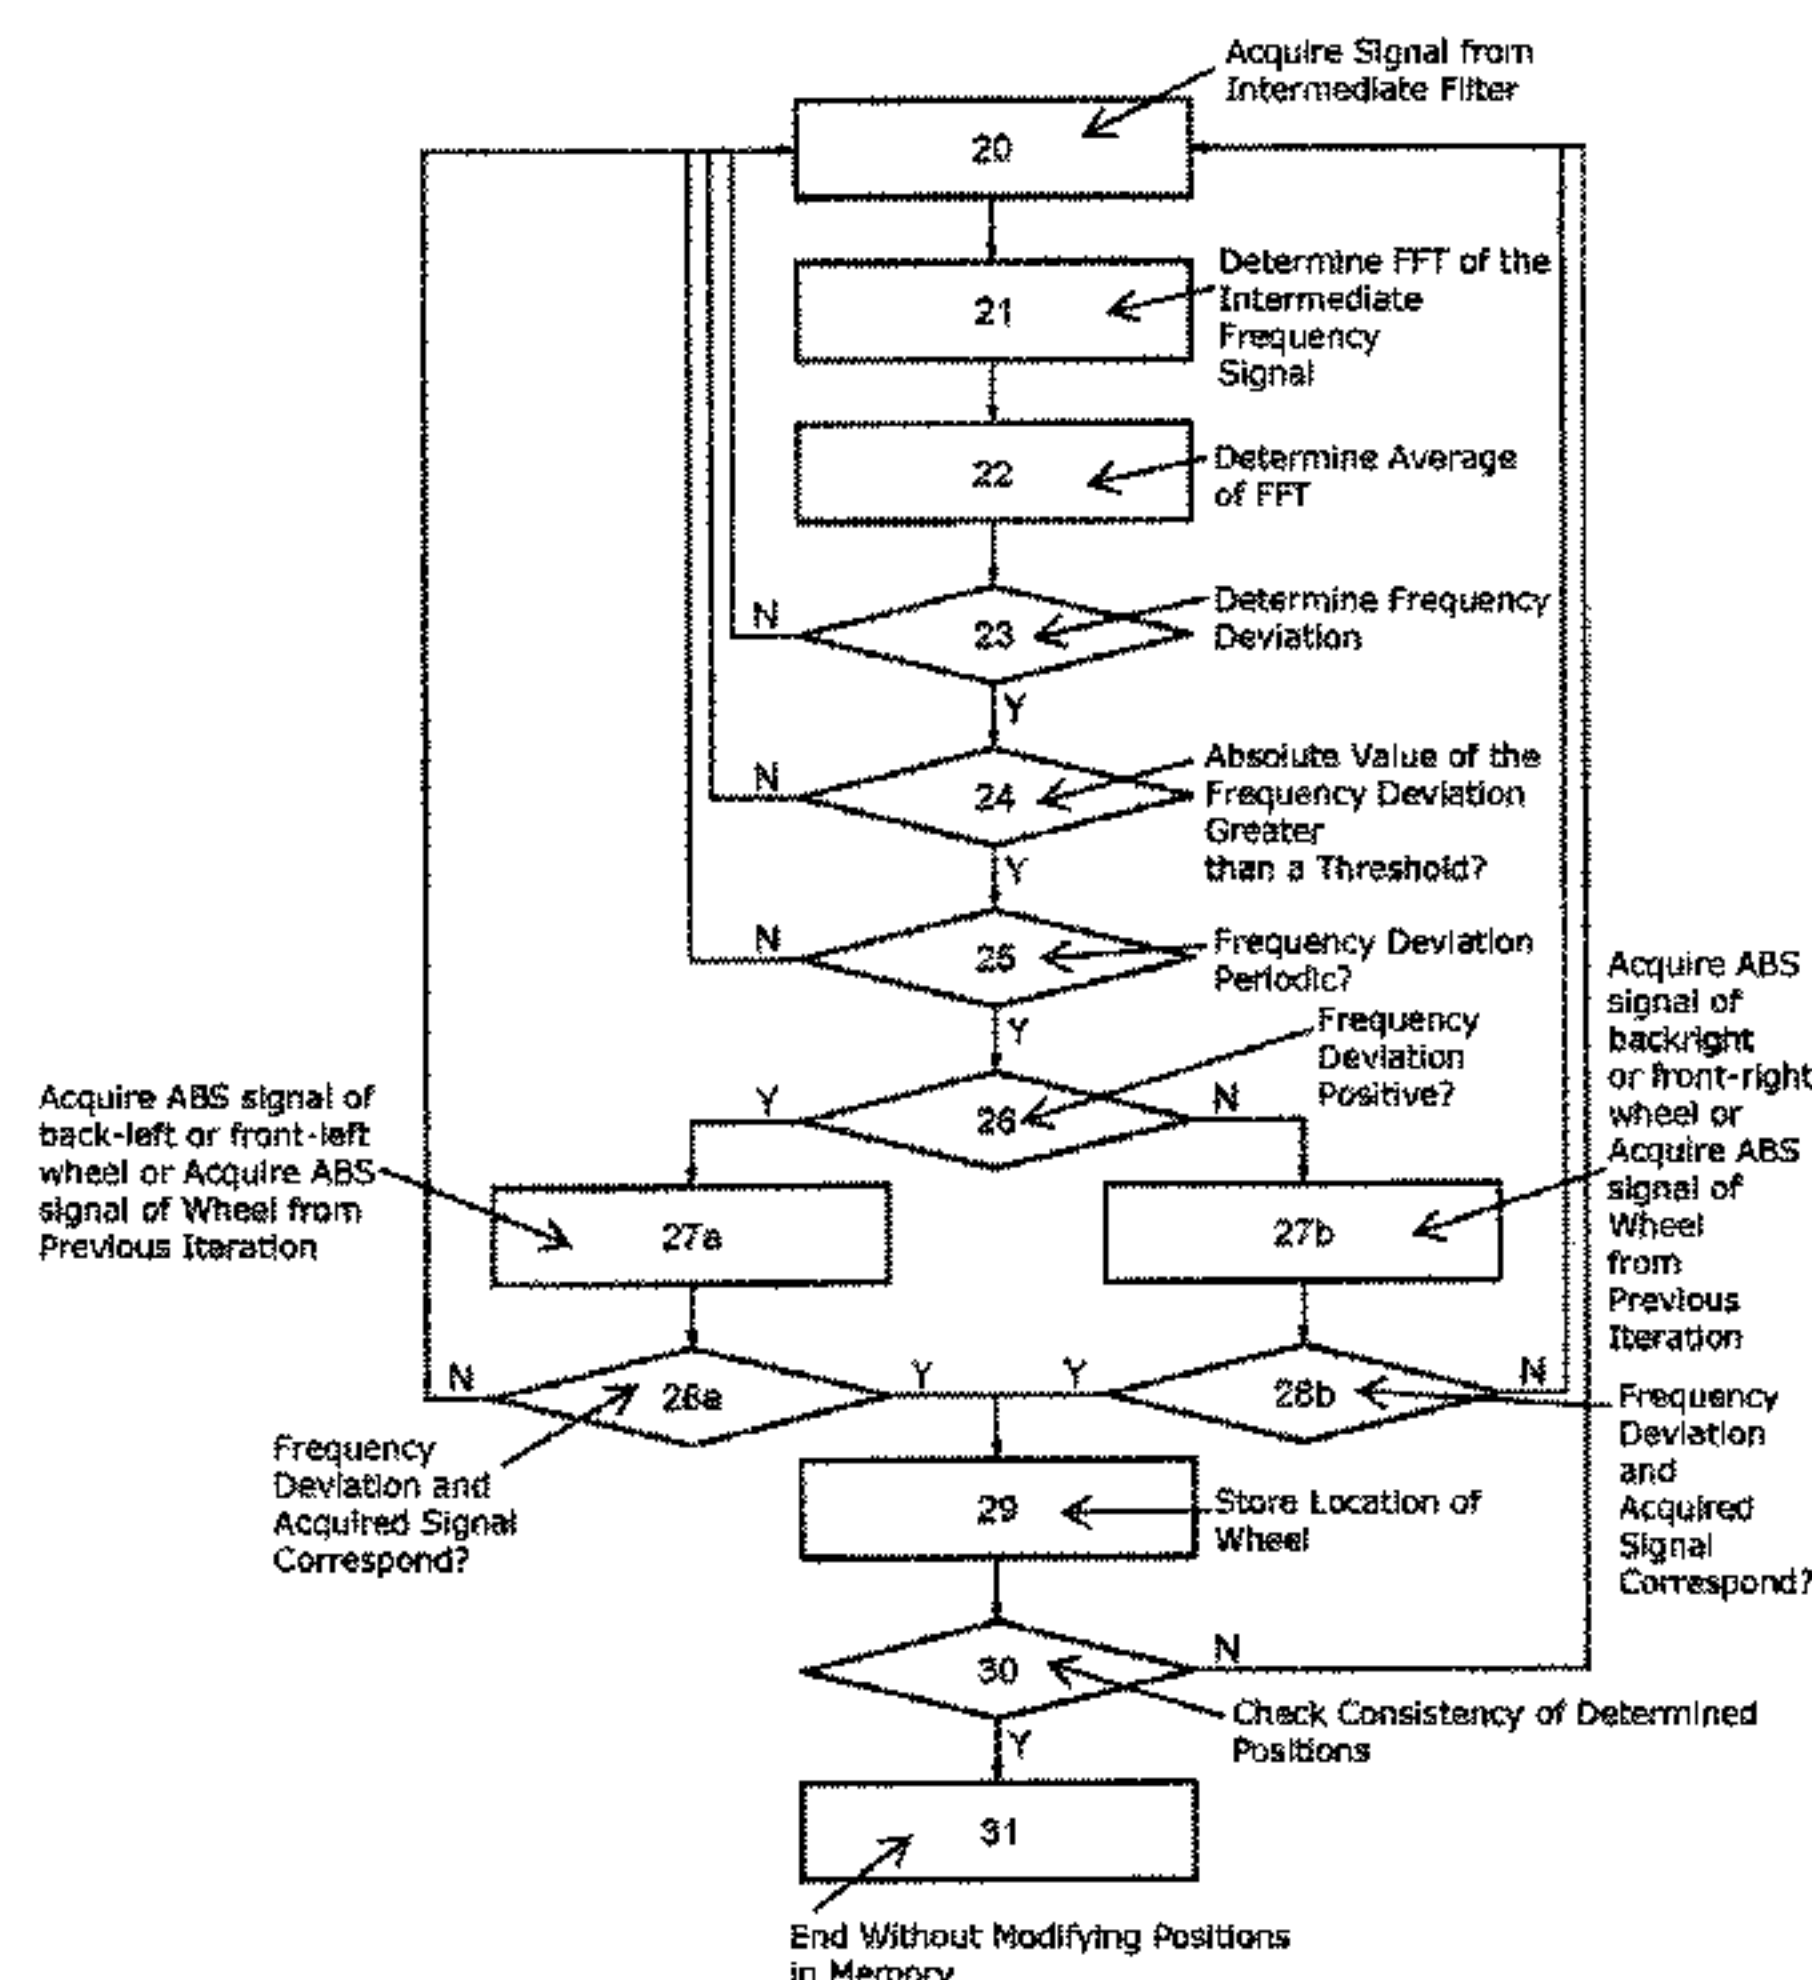 Acquire Signal from
Intermediate Filter
20
Determine FFT of the
Intermediate
Frequency
Signal
21
Determine Average
of FFT
22
Determine Frequency
Deviation
N
23
Y
Absolute Value of the
Frequency Deviation
Greater
than a Threshold?
N
24
Y
Frequency Deviation
Periodic?
N
25
Y
Frequency
Deviation
Positive?
Y
26
N
Acquire ABS signal of
back-left or front-left
wheel or Acquire ABS
signal of Wheel from
Previous Iteration
27a
27b
Acquire ABS
signal of
backright
or front-right
wheel or
Acquire ABS
signal of
Wheel
from
Previous
Iteration
N
28a
Y
Y
28b
N
Frequency
Deviation and
Acquired Signal
Correspond?
Frequency
Deviation
and
Acquired
Signal
Correspond?
29
Store Location of
Wheel
30
N
Check Consistency of Determined
Positions
Y
31
End Without Modifying Positions
in Memory